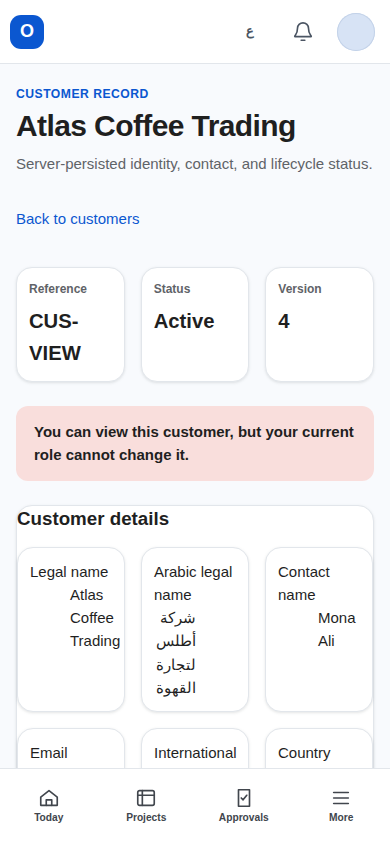 O
ع
CUSTOMER RECORD
Atlas Coffee Trading
Server-persisted identity, contact, and lifecycle status.
Back to customers
Reference
CUS-
VIEW
Status
Active
Version
4
You can view this customer, but your current
role cannot change it.
Customer details
Legal name
Atlas
Coffee
Trading
Arabic legal
name
شركة
أطلس
لتجارة
القهوة
Contact
name
Mona
Ali
Email
International
Country
Today
Projects
Approvals
More